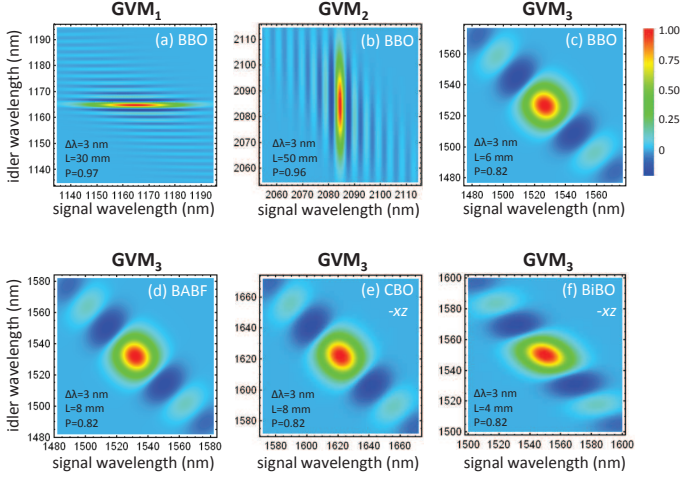 GVM1 GVM2 GVM3
idler wavelength (nm)
(a) BBO
1190
1180
1170
1160
1150
1140
Δλ=3 nm
L=30 mm
P=0.97
1140 1150 1160 1170 1180 1190
signal wavelength (nm)
(b) BBO
2110
2100
2090
2080
2070
2060
Δλ=3 nm
L=50 mm
P=0.96
2060 2070 2080 2090 2100 2110
signal wavelength (nm)
(c) BBO
1560
1540
1520
1500
1480
Δλ=3 nm
L=6 mm
P=0.82
1480 1500 1520 1540 1560
signal wavelength (nm)
1.00
0.75
0.50
0.25
0
GVM3 GVM3 GVM3
idler wavelength (nm)
(d) BABF
1580
1560
1540
1520
1500
1480
Δλ=3 nm
L=8 mm
P=0.82
1480 1500 1520 1540 1560 1580
signal wavelength (nm)
(e) CBO
-xz
1660
1640
1620
1600
1580
Δλ=3 nm
L=8 mm
P=0.82
1580 1600 1620 1640 1660
signal wavelength (nm)
(f) BiBO
-xz
1600
1580
1560
1540
1520
1500
Δλ=3 nm
L=4 mm
P=0.82
1500 1520 1540 1560 1580 1600
signal wavelength (nm)